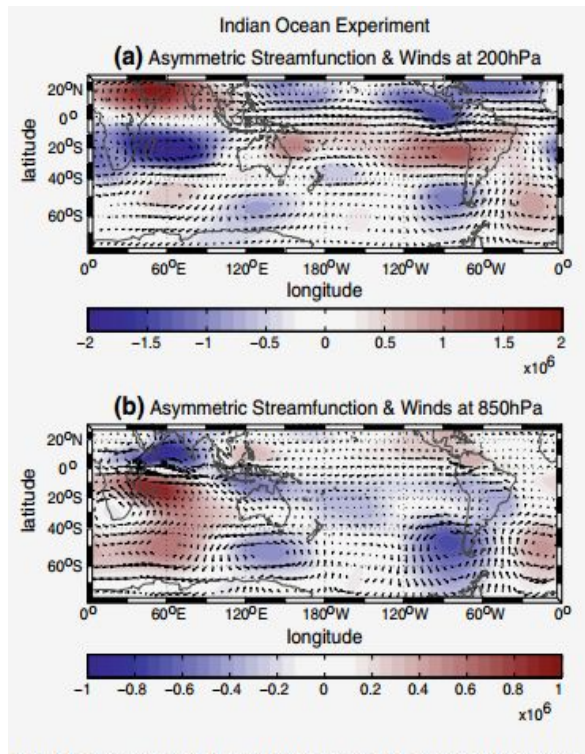 Indian Ocean Experiment
(a) Asymmetric Streamfunction & Winds at 200hPa
20°N
0°
20°S
40°S
60°S
latitude
0° 60°E 120°E 180°W 120°W 60°W 0°
longitude
−2 −1.5 −1 −0.5 0 0.5 1 1.5 2
x10⁶
(b) Asymmetric Streamfunction & Winds at 850hPa
20°N
0°
20°S
40°S
60°S
latitude
0° 60°E 120°E 180°W 120°W 60°W 0°
longitude
−1 −0.8 −0.6 −0.4 −0.2 0 0.2 0.4 0.6 0.8 1
x10⁶